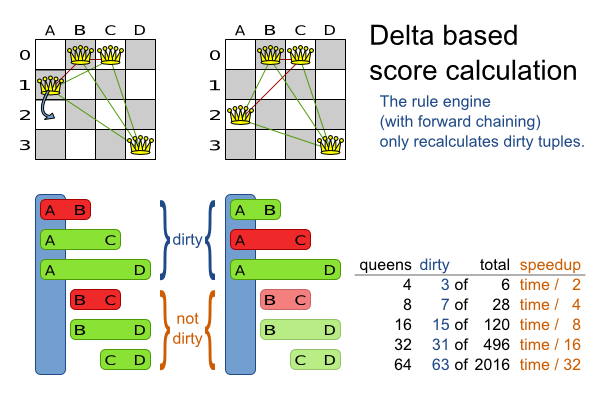 A B C D
0
1
2
3
A B C D
0
1
2
3
Delta based
score calculation
The rule engine
(with forward chaining)
only recalculates dirty tuples.
A B
A C
A D
B C
B D
C D
dirty
not
dirty
A B
A C
A D
B C
B D
C D
queens dirty total speedup
4 3 of 6 time / 2
8 7 of 28 time / 4
16 15 of 120 time / 8
32 31 of 496 time / 16
64 63 of 2016 time / 32